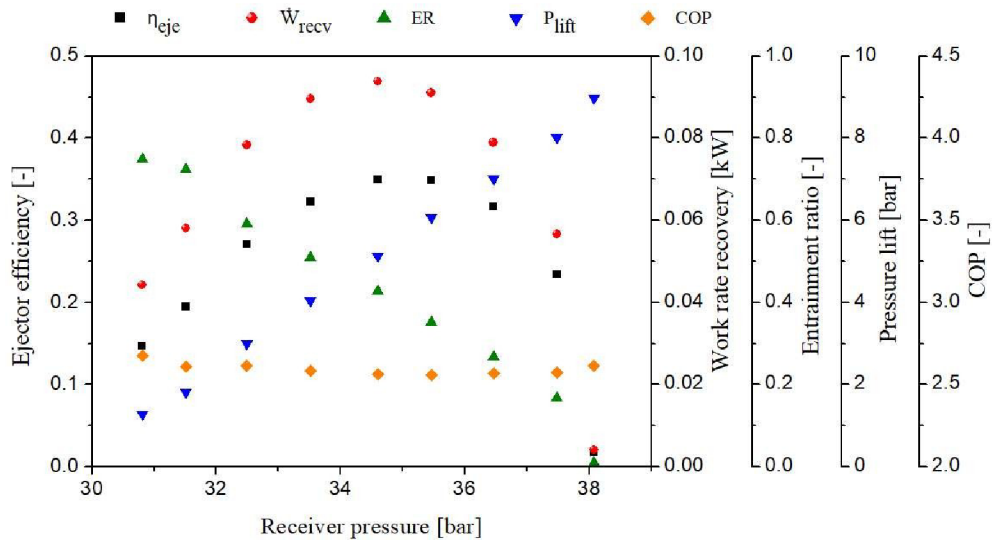 η_eje Ẇ_recv ER P_lift COP
0.5 0.10 1.0 10 4.5
0.4 0.08 0.8 8 4.0
0.3 0.06 0.6 6 3.5
0.2 0.04 0.4 4 3.0
0.1 0.02 0.2 2 2.5
0.0 0.00 0.0 0 2.0
30 32 34 36 38
Receiver pressure [bar]
Ejector efficiency [-]
Work rate recovery [kW]
Entrainment ratio [-]
Pressure lift [bar]
COP [-]